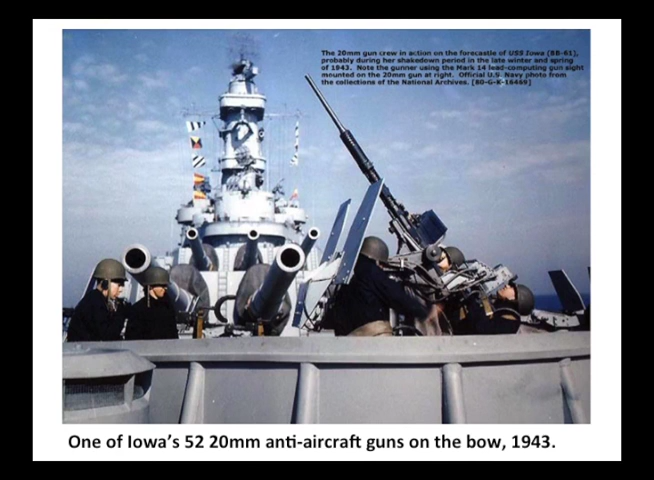 The 20mm gun crew in action on the forecastle of USS Iowa (BB-61),
probably during her shakedown period in the late winter and spring
of 1943. Note the gunner using the Mark 14 lead-computing gun sight
mounted on the 20mm gun at right. Official U.S. Navy photo from
the collections of the National Archives. [80-G-K-16469]
One of Iowa's 52 20mm anti-aircraft guns on the bow, 1943.